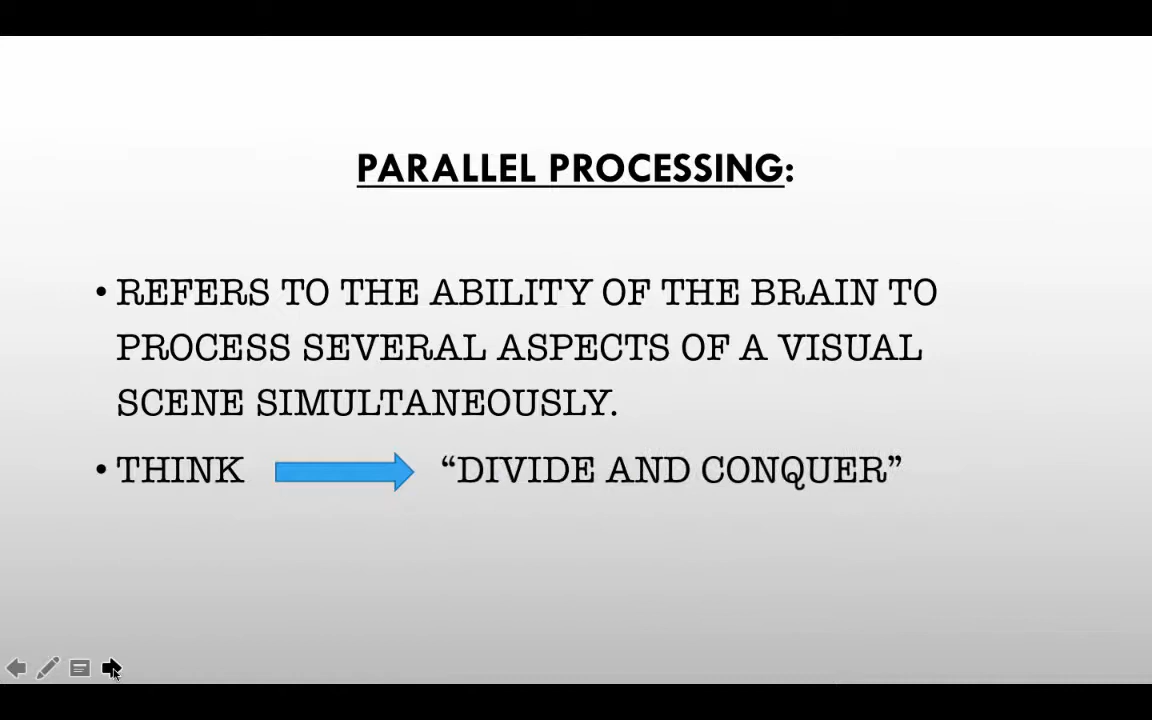 PARALLEL PROCESSING:
• REFERS TO THE ABILITY OF THE BRAIN TO
PROCESS SEVERAL ASPECTS OF A VISUAL
SCENE SIMULTANEOUSLY.
• THINK “DIVIDE AND CONQUER”